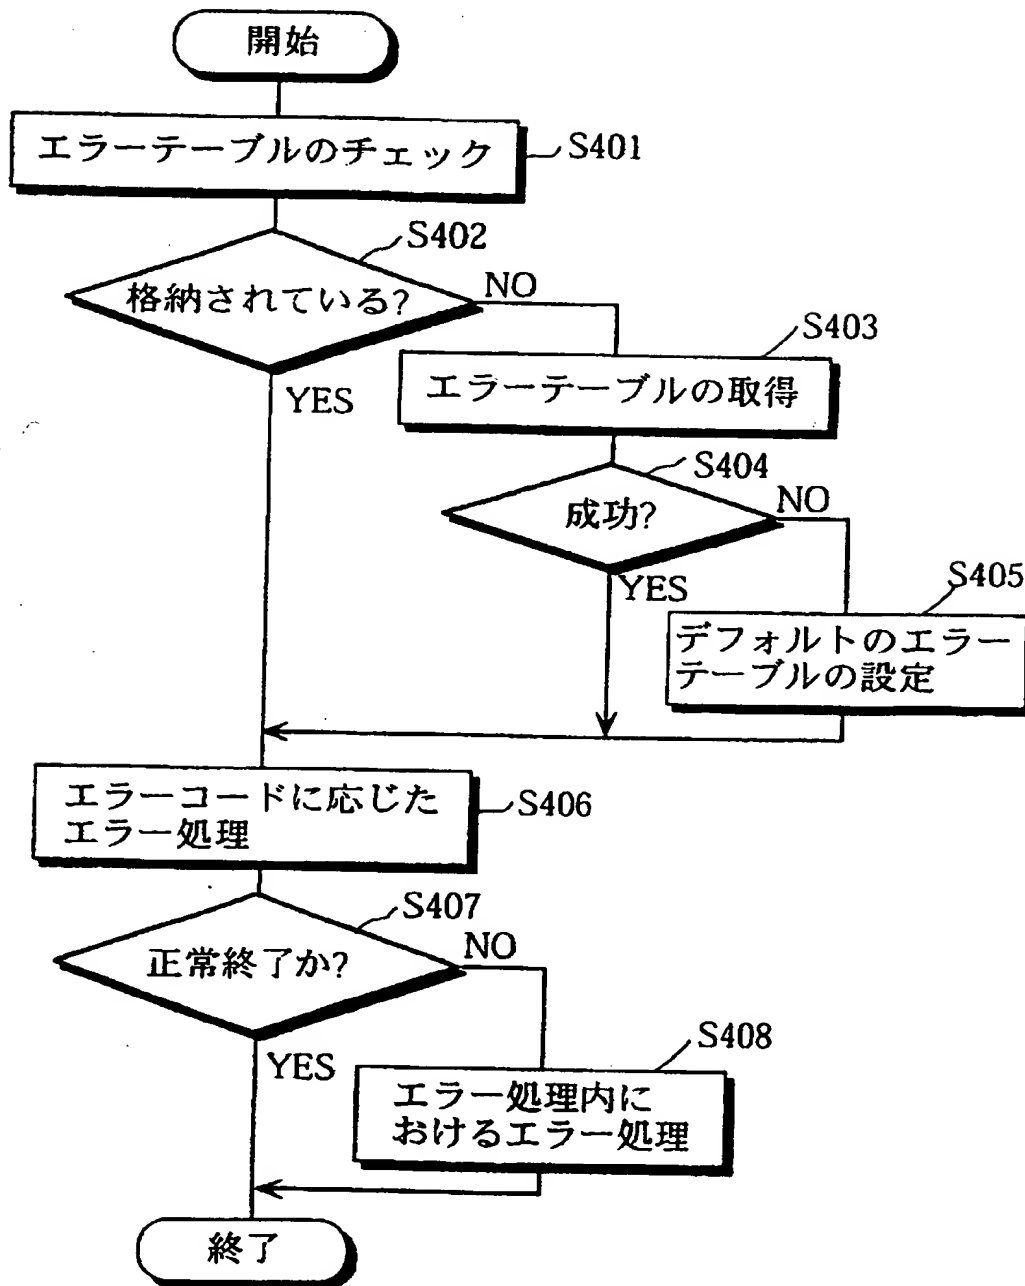 開始
エラーテーブルのチェック
S401
S402
格納されている?
NO
YES
S403
エラーテーブルの取得
S404
成功?
NO
YES
S405
デフォルトのエラー
テーブルの設定
エラーコードに応じた
エラー処理
S406
S407
正常終了か?
NO
YES
S408
エラー処理内に
おけるエラー処理
終了